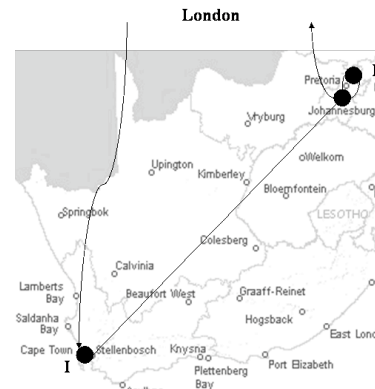 London
Pretoria
Johannesburg
Vryburg
Welkom
Upington
Kimberley
Bloemfontein
LESOTHO
Springbok
Colesberg
Calvinia
Lamberts
Bay
Beaufort West
Graaff-Reinet
Saldanha
Bay
Hogsback
East Lon
Cape Town
Stellenbosch
Knysna
Plettenberg
Bay
Port Elizabeth
I